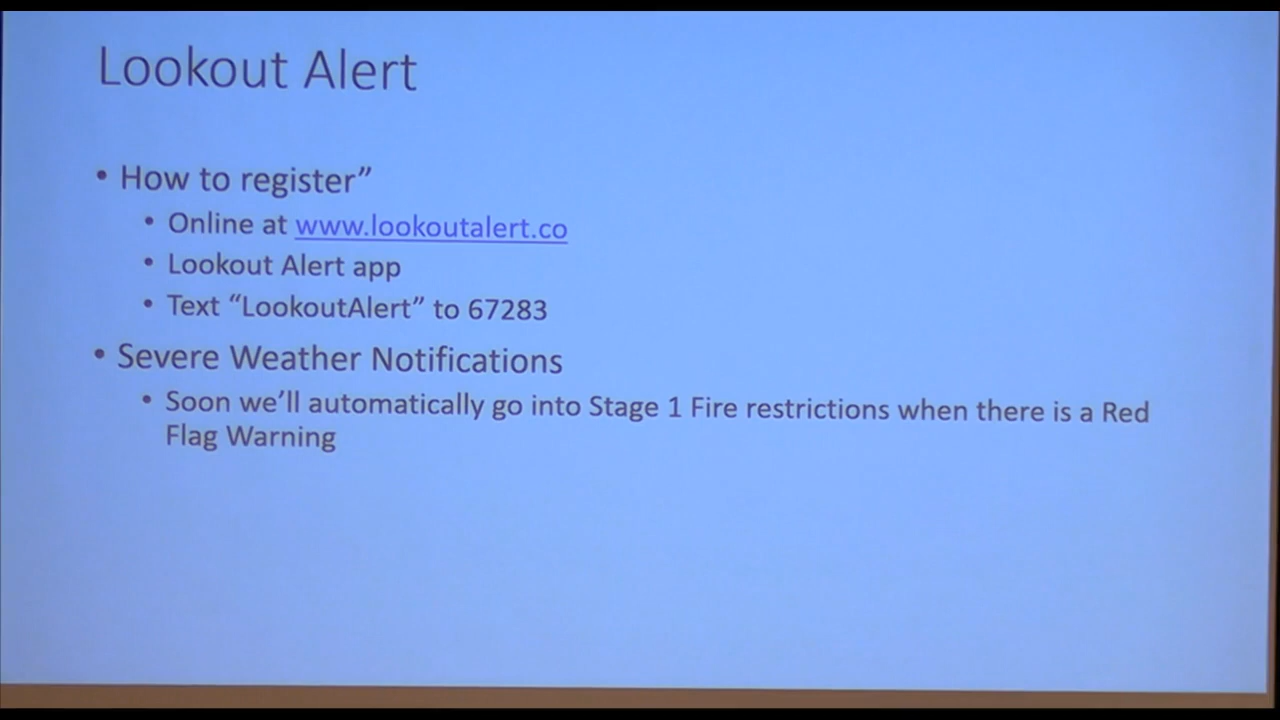 Lookout Alert
• How to register”
• Online at www.lookoutalert.co
• Lookout Alert app
• Text “LookoutAlert” to 67283
• Severe Weather Notifications
• Soon we’ll automatically go into Stage 1 Fire restrictions when there is a Red
Flag Warning